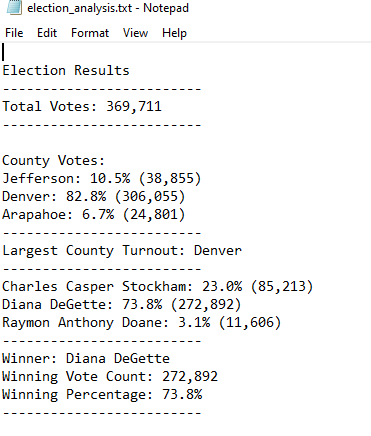 election_analysis.txt - Notepad
File Edit Format View Help
Election Results
-------------------------
Total Votes: 369,711
-------------------------
County Votes:
Jefferson: 10.5% (38,855)
Denver: 82.8% (306,055)
Arapahoe: 6.7% (24,801)
-------------------------
Largest County Turnout: Denver
-------------------------
Charles Casper Stockham: 23.0% (85,213)
Diana DeGette: 73.8% (272,892)
Raymon Anthony Doane: 3.1% (11,606)
-------------------------
Winner: Diana DeGette
Winning Vote Count: 272,892
Winning Percentage: 73.8%
-------------------------